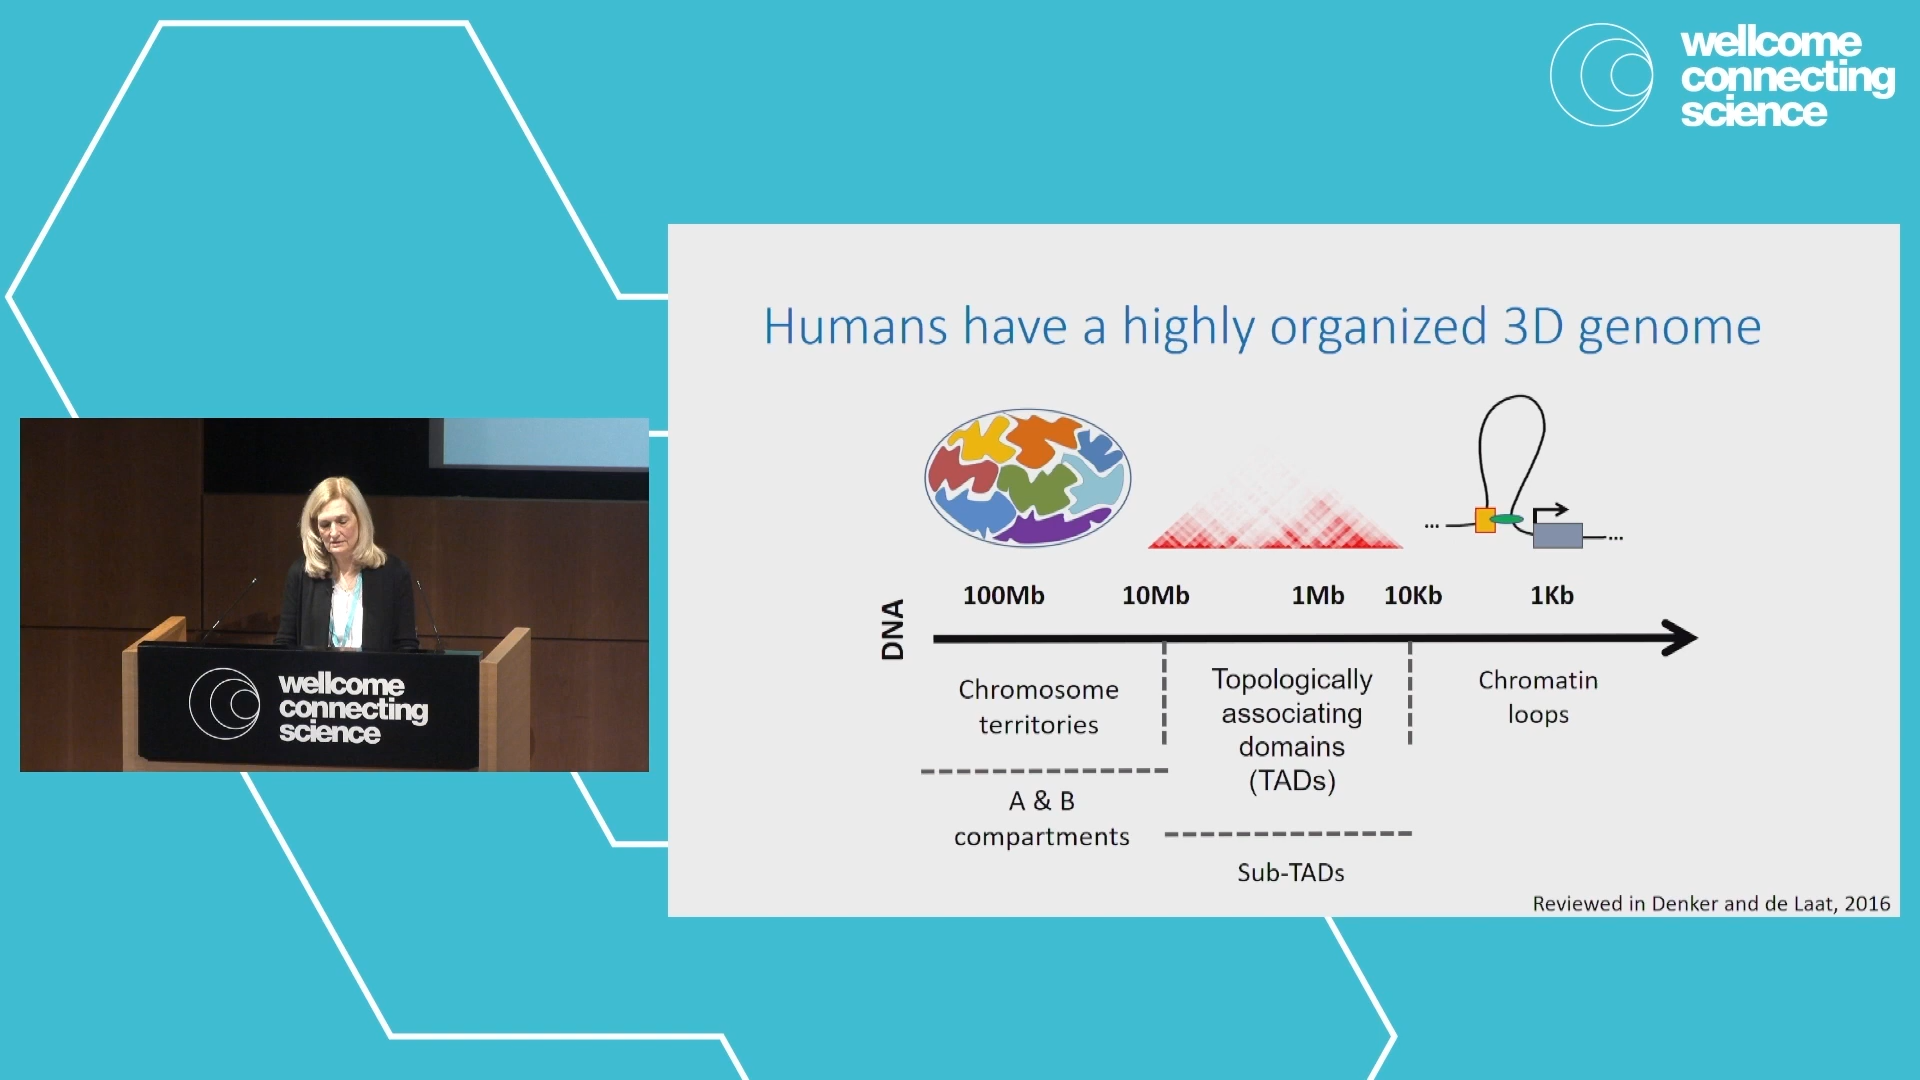 wellcome
connecting
science
Humans have a highly organized 3D genome
... ...
DNA
100Mb 10Mb 1Mb 10Kb 1Kb
Chromosome
territories
A & B
compartments
Topologically
associating
domains
(TADs)
Sub-TADs
Chromatin
loops
Reviewed in Denker and de Laat, 2016
wellcome
connecting
science